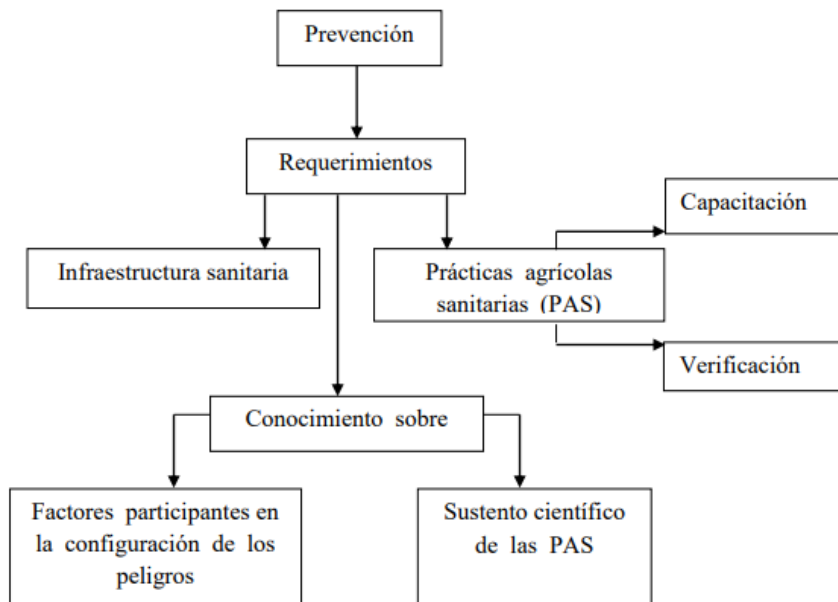 Prevención
Requerimientos
Capacitación
Infraestructura sanitaria
Prácticas agrícolas
sanitarias (PAS)
Verificación
Conocimiento sobre
Factores participantes en
la configuración de los
peligros
Sustento científico
de las PAS